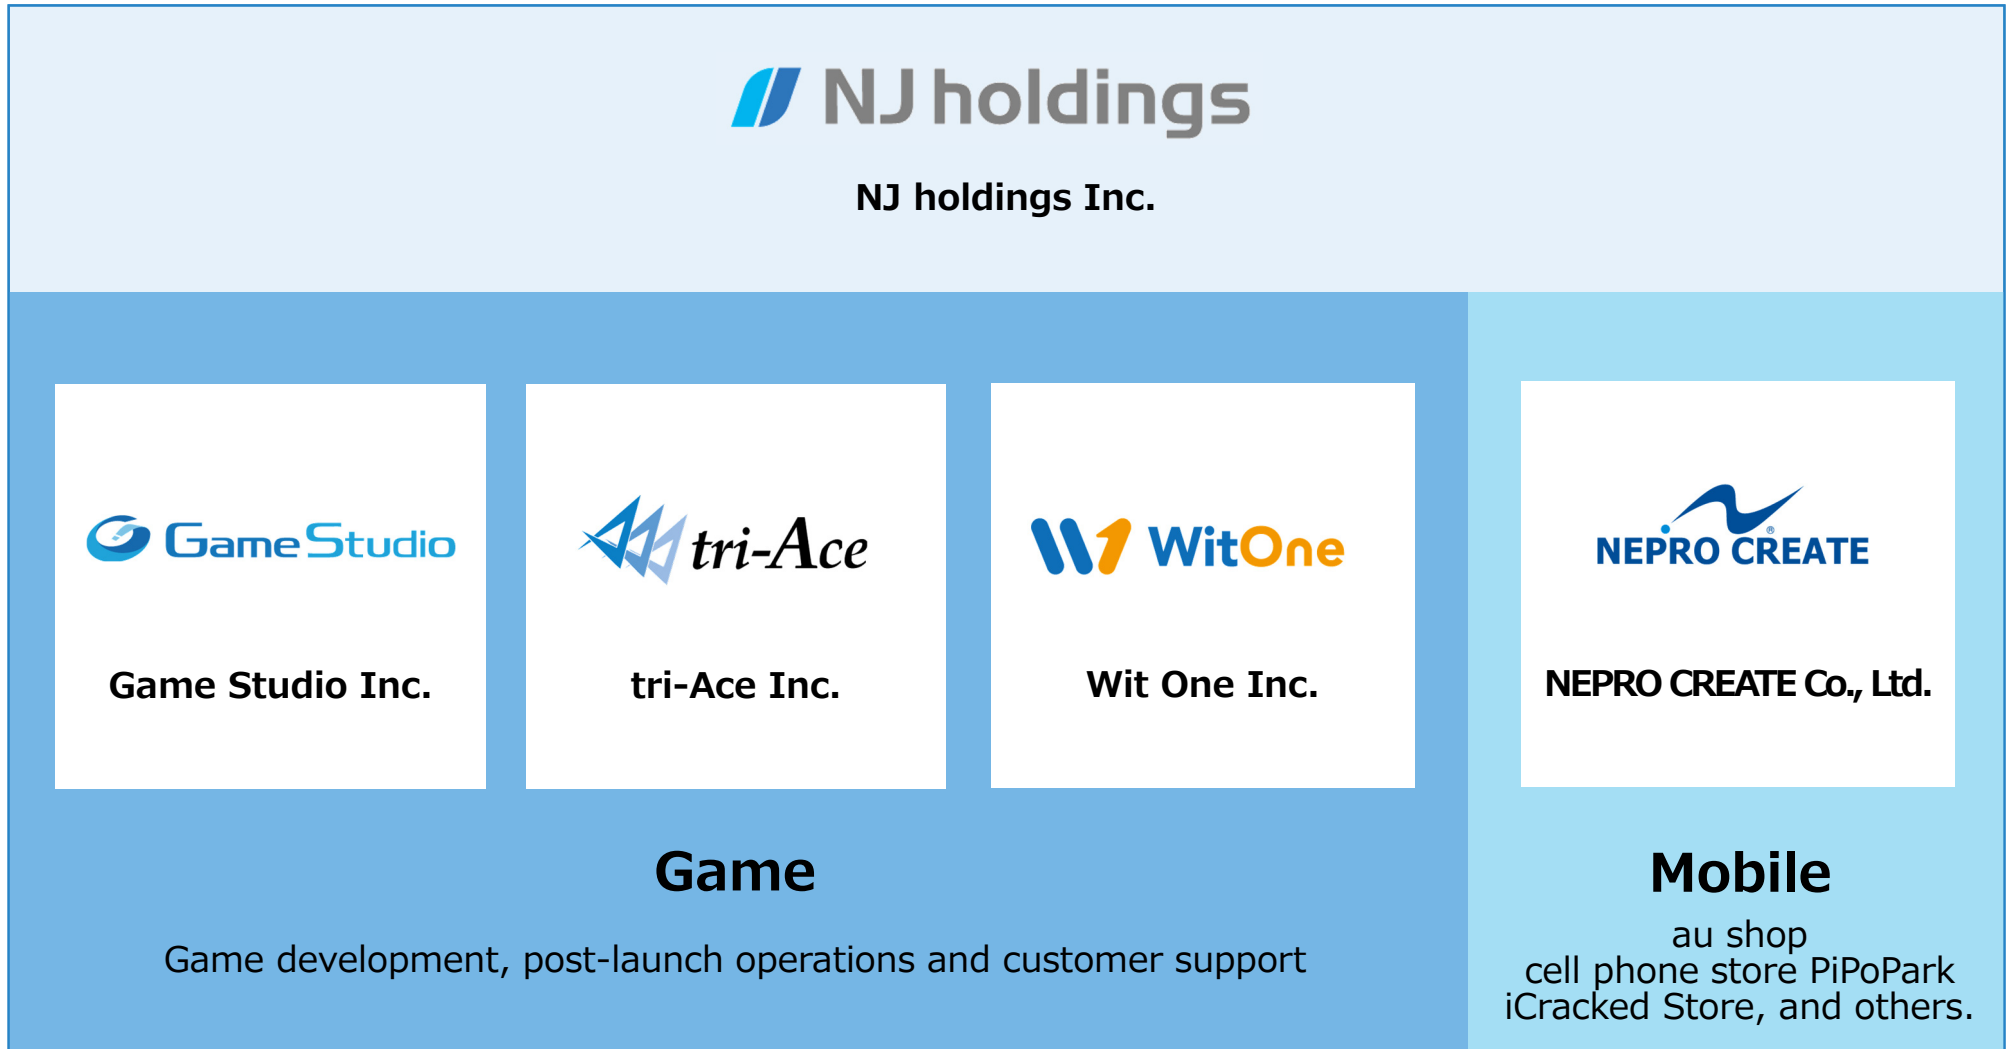 NJ holdings
NJ holdings Inc.
GameStudio
tri-Ace
WitOne
NEPRO CREATE
®
Game Studio Inc.
tri-Ace Inc.
Wit One Inc.
NEPRO CREATE Co., Ltd.
Game
Game development, post-launch operations and customer support
Mobile
au shop
cell phone store PiPoPark
iCracked Store, and others.